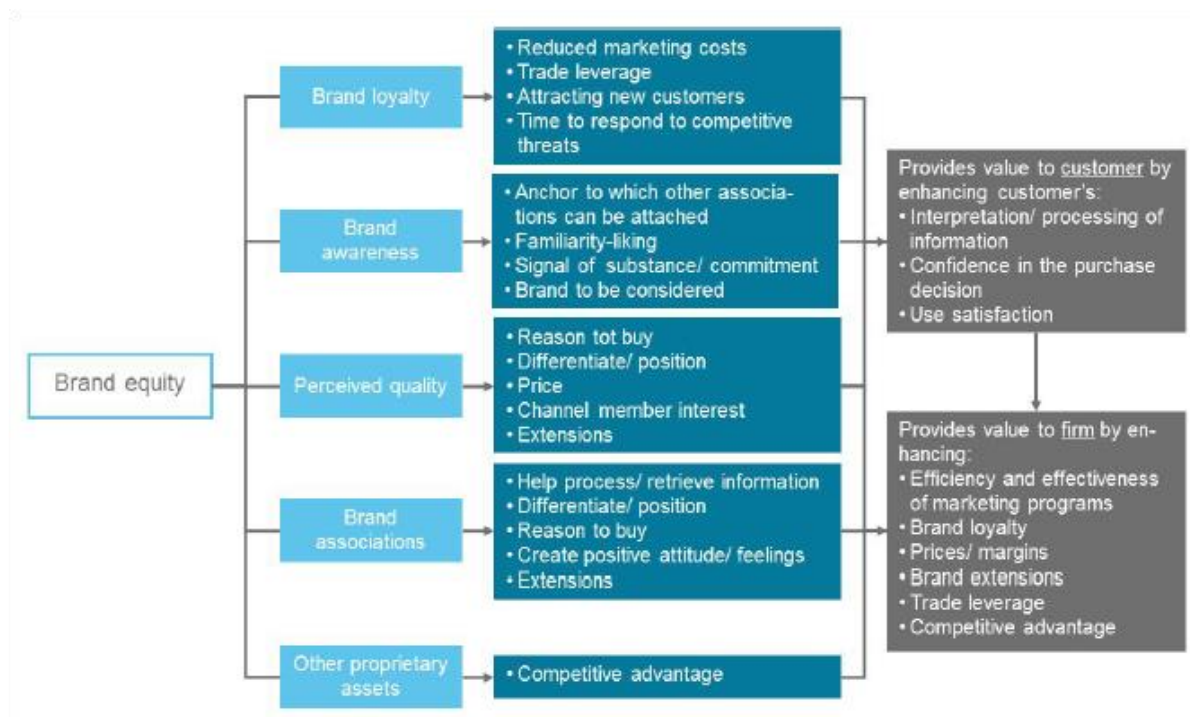 Brand equity
Brand loyalty
• Reduced marketing costs
• Trade leverage
• Attracting new customers
• Time to respond to competitive
threats
Brand
awareness
• Anchor to which other associa-
tions can be attached
• Familiarity-liking
• Signal of substance/ commitment
• Brand to be considered
Perceived quality
• Reason tot buy
• Differentiate/ position
• Price
• Channel member interest
• Extensions
Brand
associations
• Help process/ retrieve information
• Differentiate/ position
• Reason to buy
• Create positive attitude/ feelings
• Extensions
Other proprietary
assets
• Competitive advantage
Provides value to customer by
enhancing customer's:
• Interpretation/ processing of
information
• Confidence in the purchase
decision
• Use satisfaction
Provides value to firm by en-
hancing:
• Efficiency and effectiveness
of marketing programs
• Brand loyalty
• Prices/ margins
• Brand extensions
• Trade leverage
• Competitive advantage